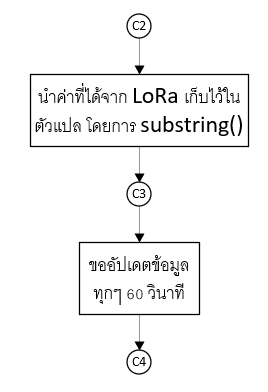 C2
นำค่าที่ได้จาก LoRa เก็บไว้ใน
ตัวแปล โดยการ substring()
C3
ขออัปเดตข้อมูล
ทุกๆ 60 วินาที
C4